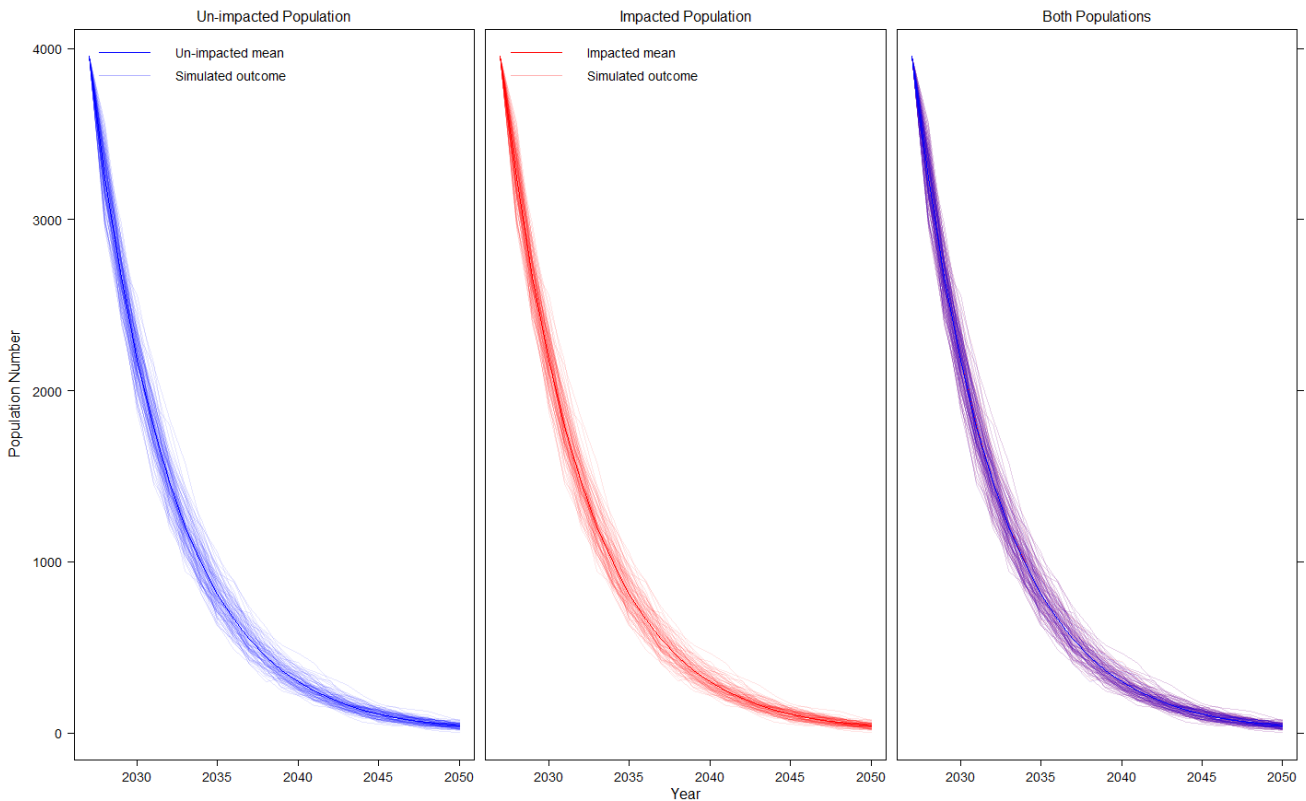 Un-impacted Population
Impacted Population
Both Populations
Un-impacted mean
Simulated outcome
Impacted mean
Simulated outcome
Population Number
4000
3000
2000
1000
0
2030 2035 2040 2045 2050
2030 2035 2040 2045 2050
2030 2035 2040 2045 2050
Year